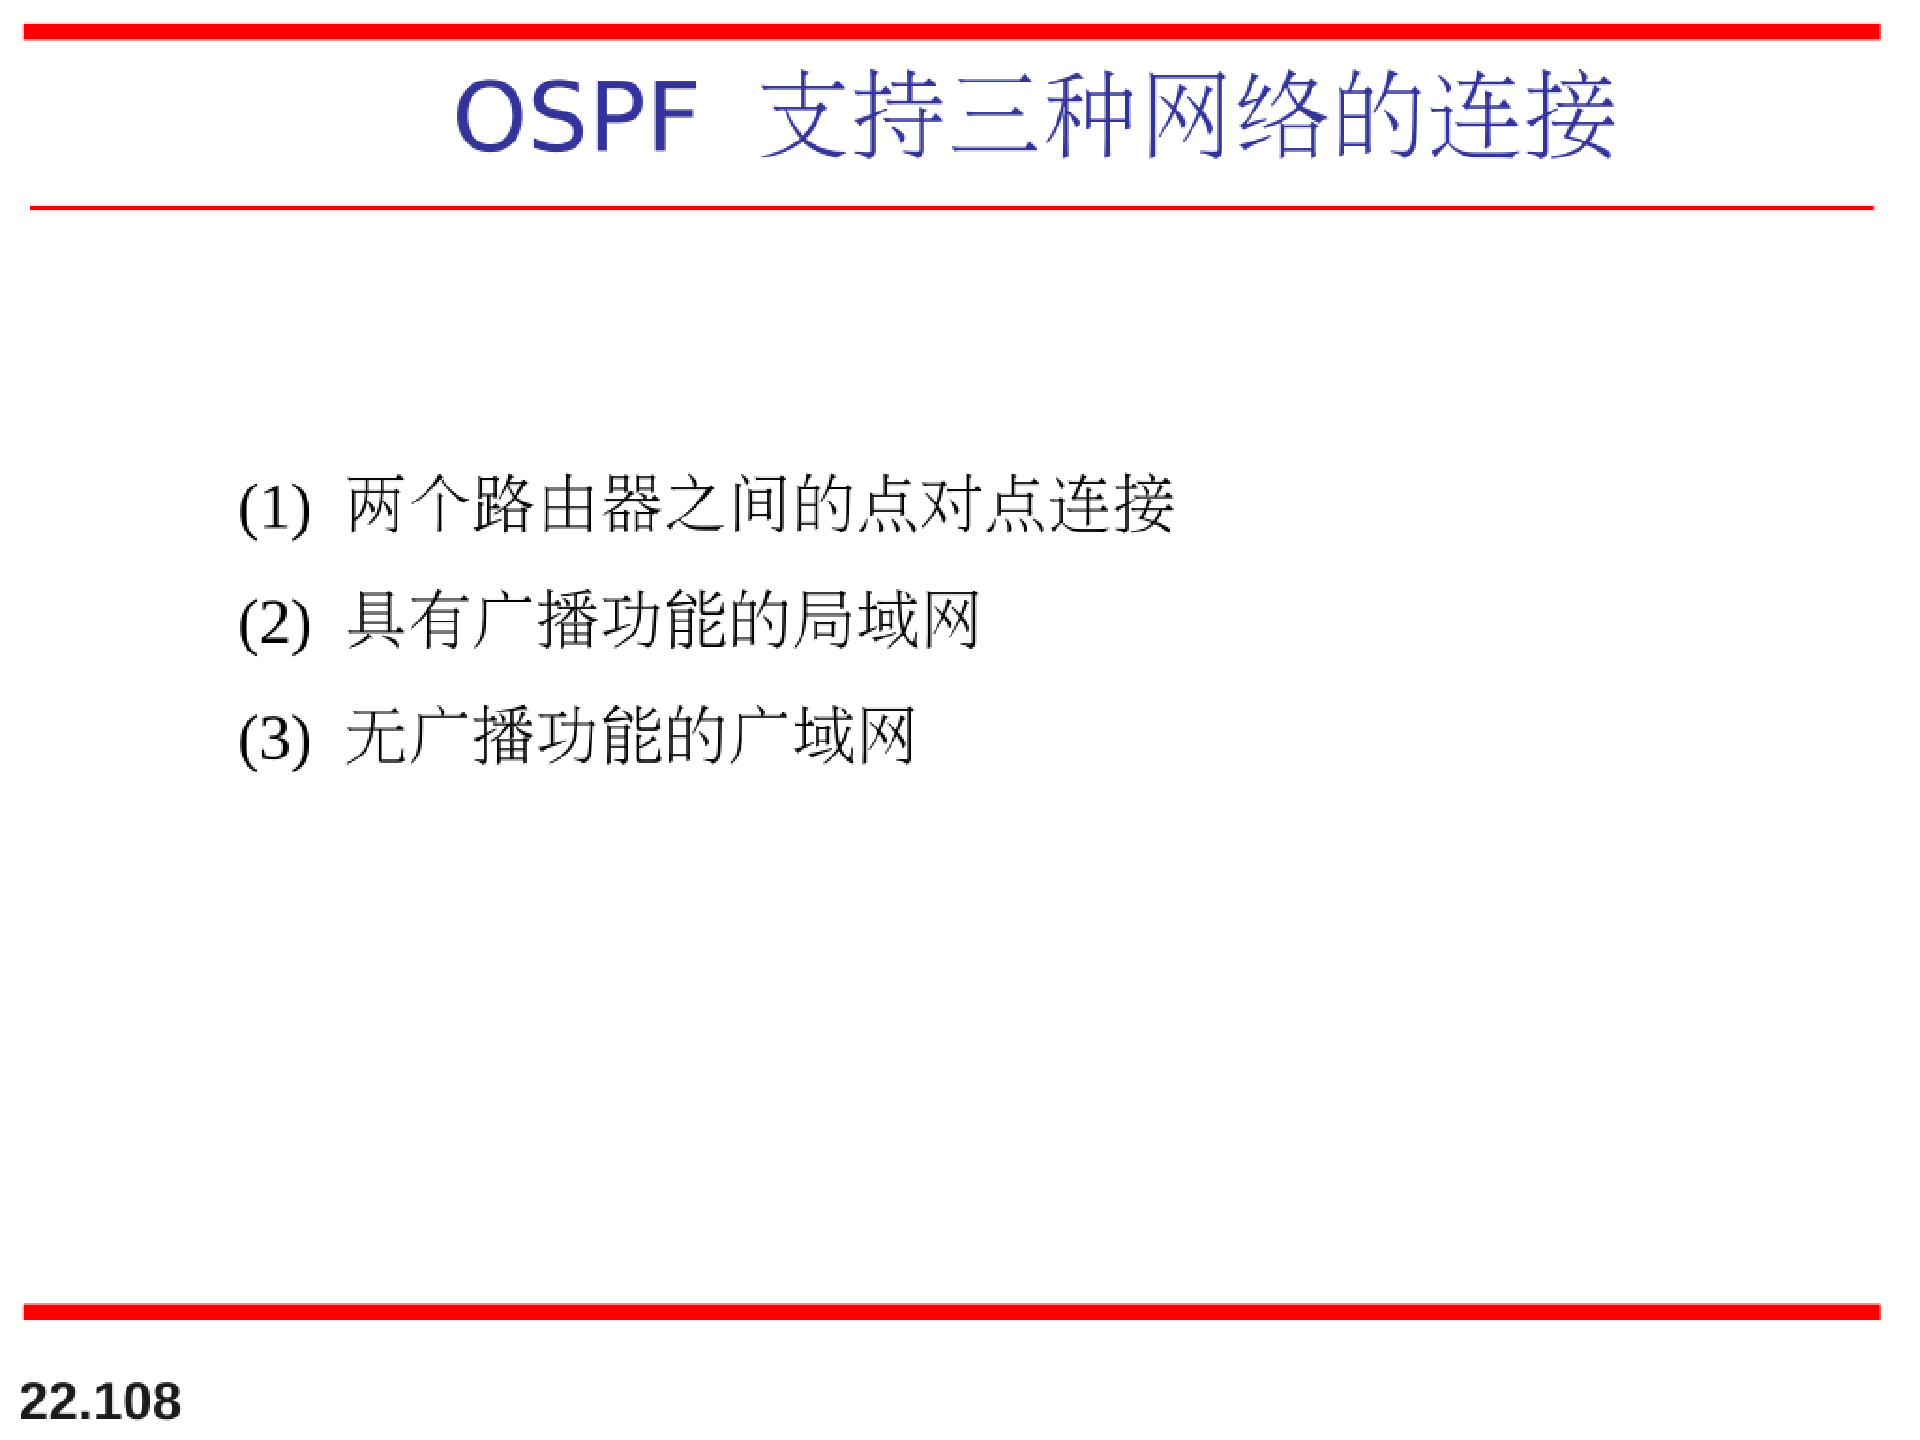 OSPF 支持三种网络的连接
(1) 两个路由器之间的点对点连接
(2) 具有广播功能的局域网
(3) 无广播功能的广域网
22.108